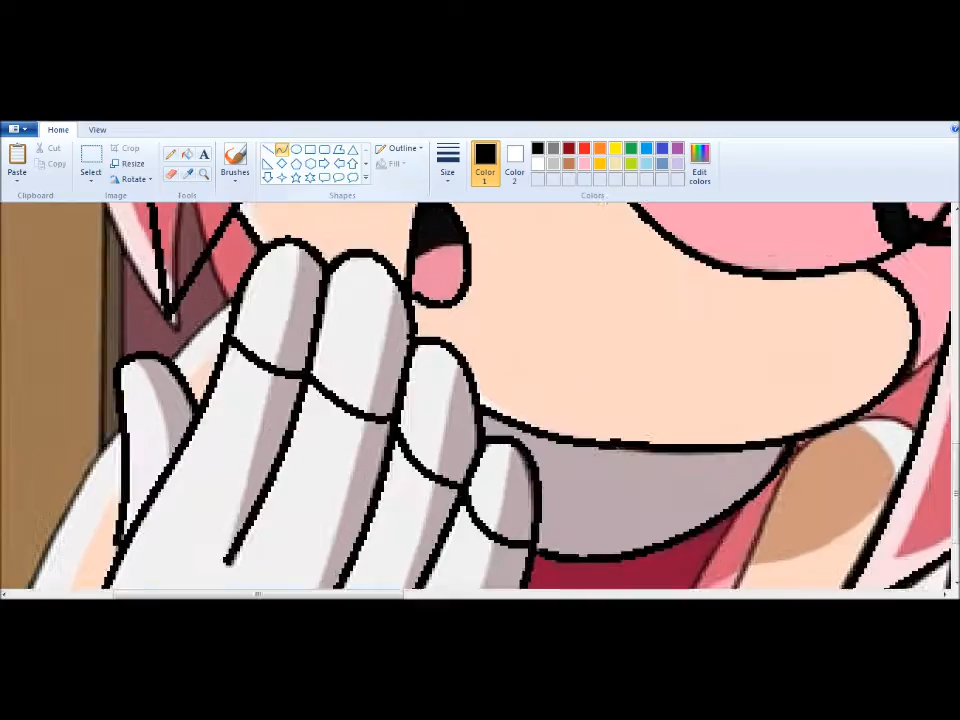 Home View
Cut
Copy
Paste
Clipboard
Select
Crop
Resize
Rotate
Image
A
Tools
Brushes
Outline
Fill
Shapes
Size
Color 1
Color 2
Edit colors
Colors